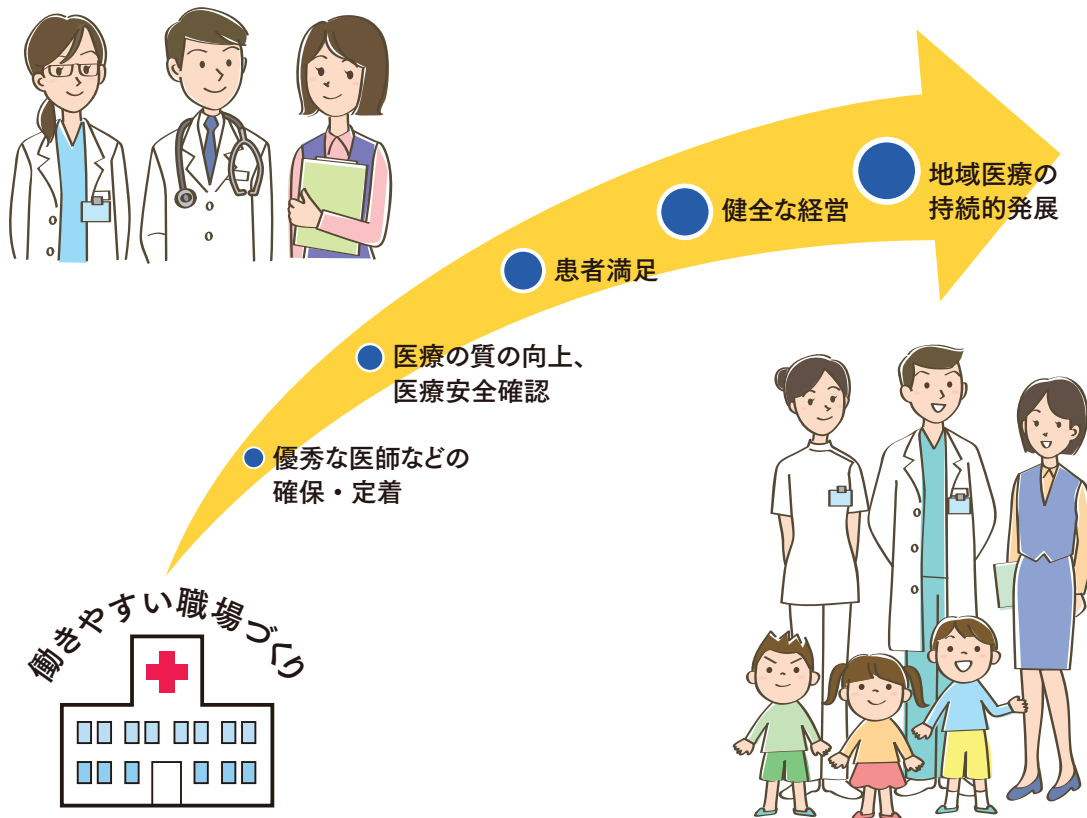 地域医療の
持続的発展
健全な経営
患者満足
医療の質の向上、
医療安全確認
優秀な医師などの
確保・定着
働きやすい職場づくり